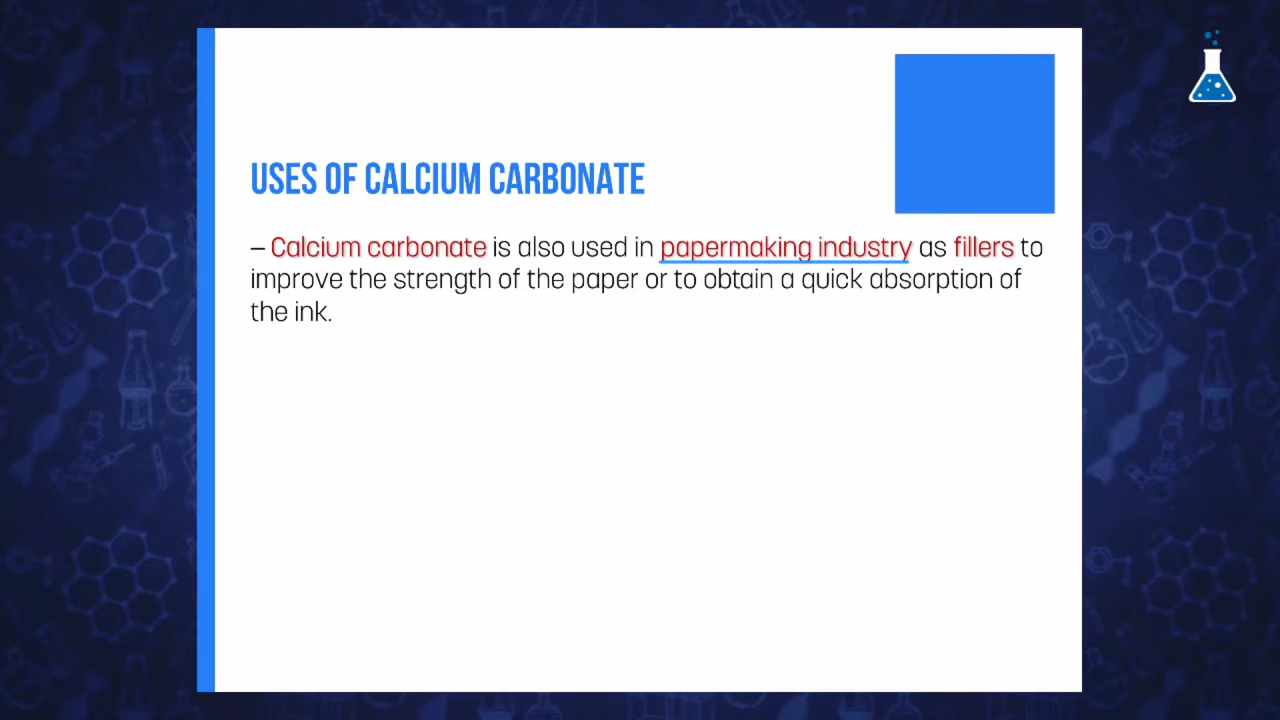 USES OF CALCIUM CARBONATE
– Calcium carbonate is also used in papermaking industry as fillers to
improve the strength of the paper or to obtain a quick absorption of
the ink.